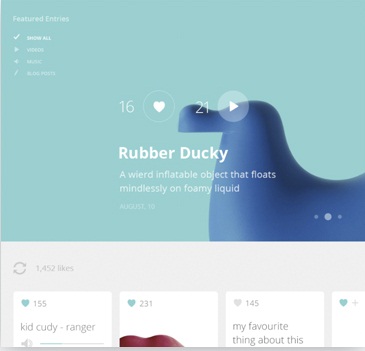 Featured Entries
SHOW ALL
VIDEOS
MUSIC
BLOG POSTS
16
21
Rubber Ducky
A wierd inflatable object that floats
mindlessly on foamy liquid
AUGUST, 10
1,452 likes
155
231
145
kid cudy - ranger
my favourite
thing about this